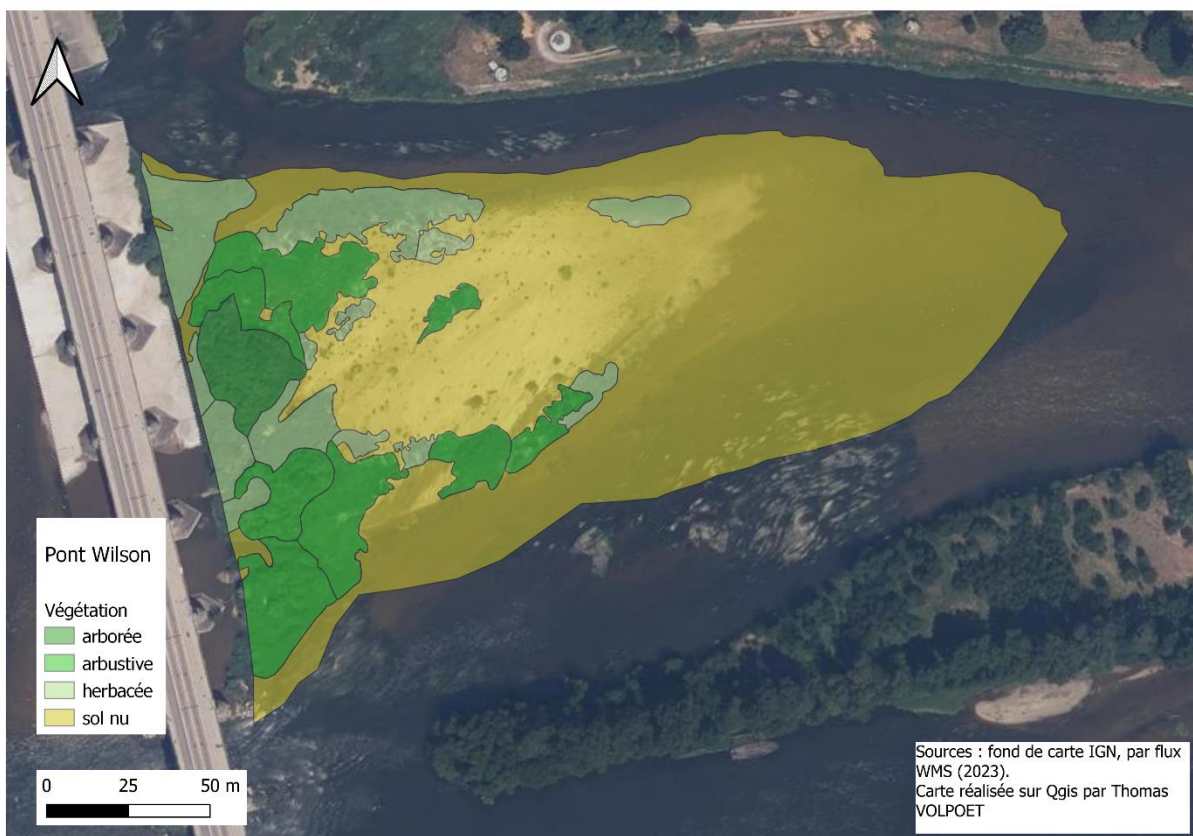 Pont Wilson
Végétation
arborée
arbustive
herbacée
sol nu
0 25 50 m
Sources : fond de carte IGN, par flux
WMS (2023).
Carte réalisée sur Qgis par Thomas
VOLPOET